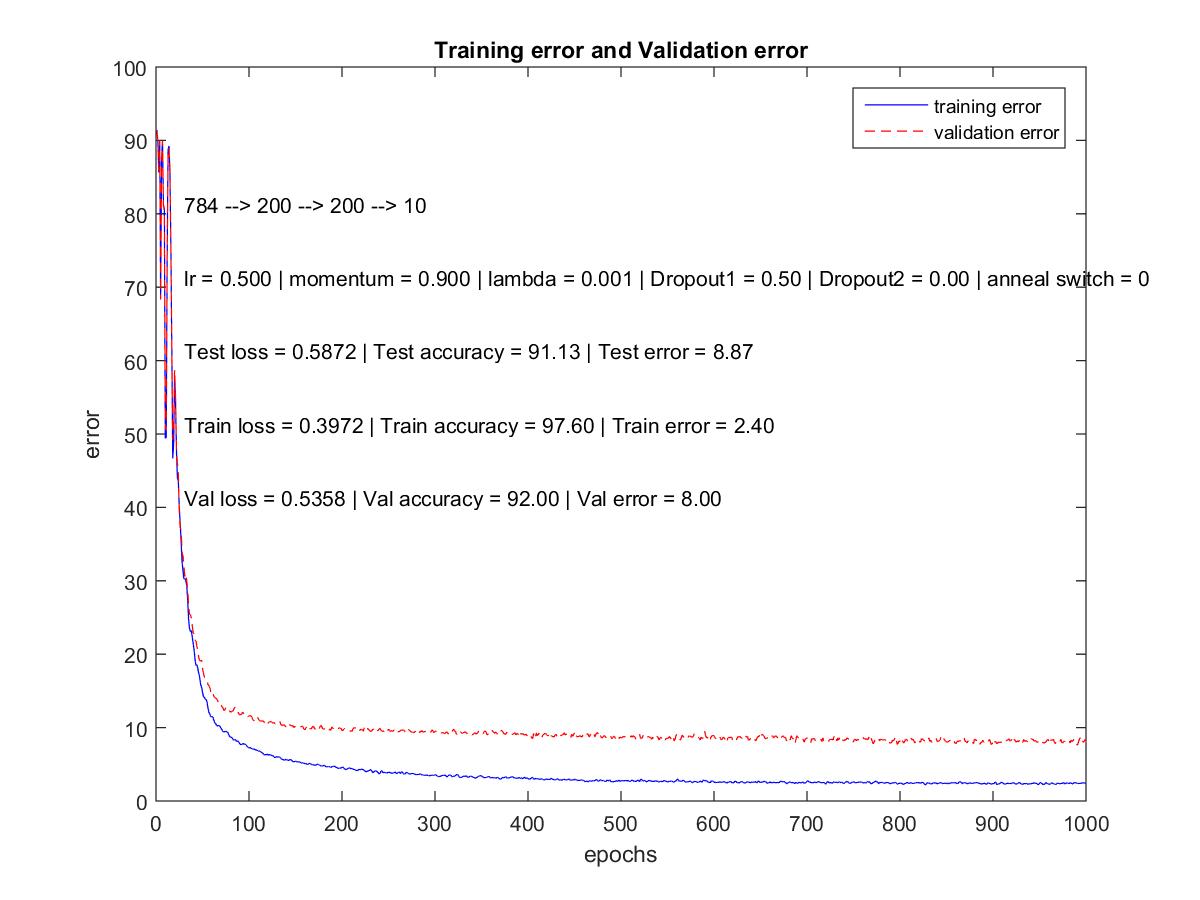 Training error and Validation error
100
90
80
70
60
50
40
30
20
10
0
error
training error
validation error
784 --> 200 --> 200 --> 10
lr = 0.500 | momentum = 0.900 | lambda = 0.001 | Dropout1 = 0.50 | Dropout2 = 0.00 | anneal switch = 0
Test loss = 0.5872 | Test accuracy = 91.13 | Test error = 8.87
Train loss = 0.3972 | Train accuracy = 97.60 | Train error = 2.40
Val loss = 0.5358 | Val accuracy = 92.00 | Val error = 8.00
0 100 200 300 400 500 600 700 800 900 1000
epochs